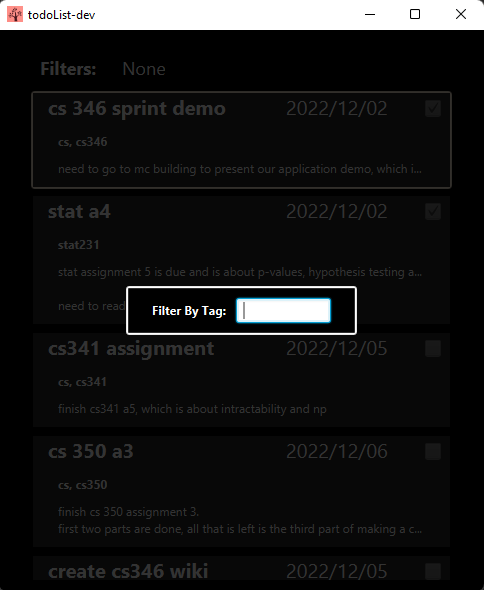 todoList-dev
Filters: None
cs 346 sprint demo 2022/12/02
cs, cs346
need to go to mc building to present our application demo, which i...
stat a4 2022/12/02
stat231
stat assignment 5 is due and is about p-values, hypothesis testing a...
need to read
Filter By Tag:
cs341 assignment 2022/12/05
cs, cs341
finish cs341 a5, which is about intractability and np
cs 350 a3 2022/12/06
cs, cs350
finish cs 350 assignment 3.
first two parts are done, all that is left is the third part of making a c...
create cs346 wiki 2022/12/05